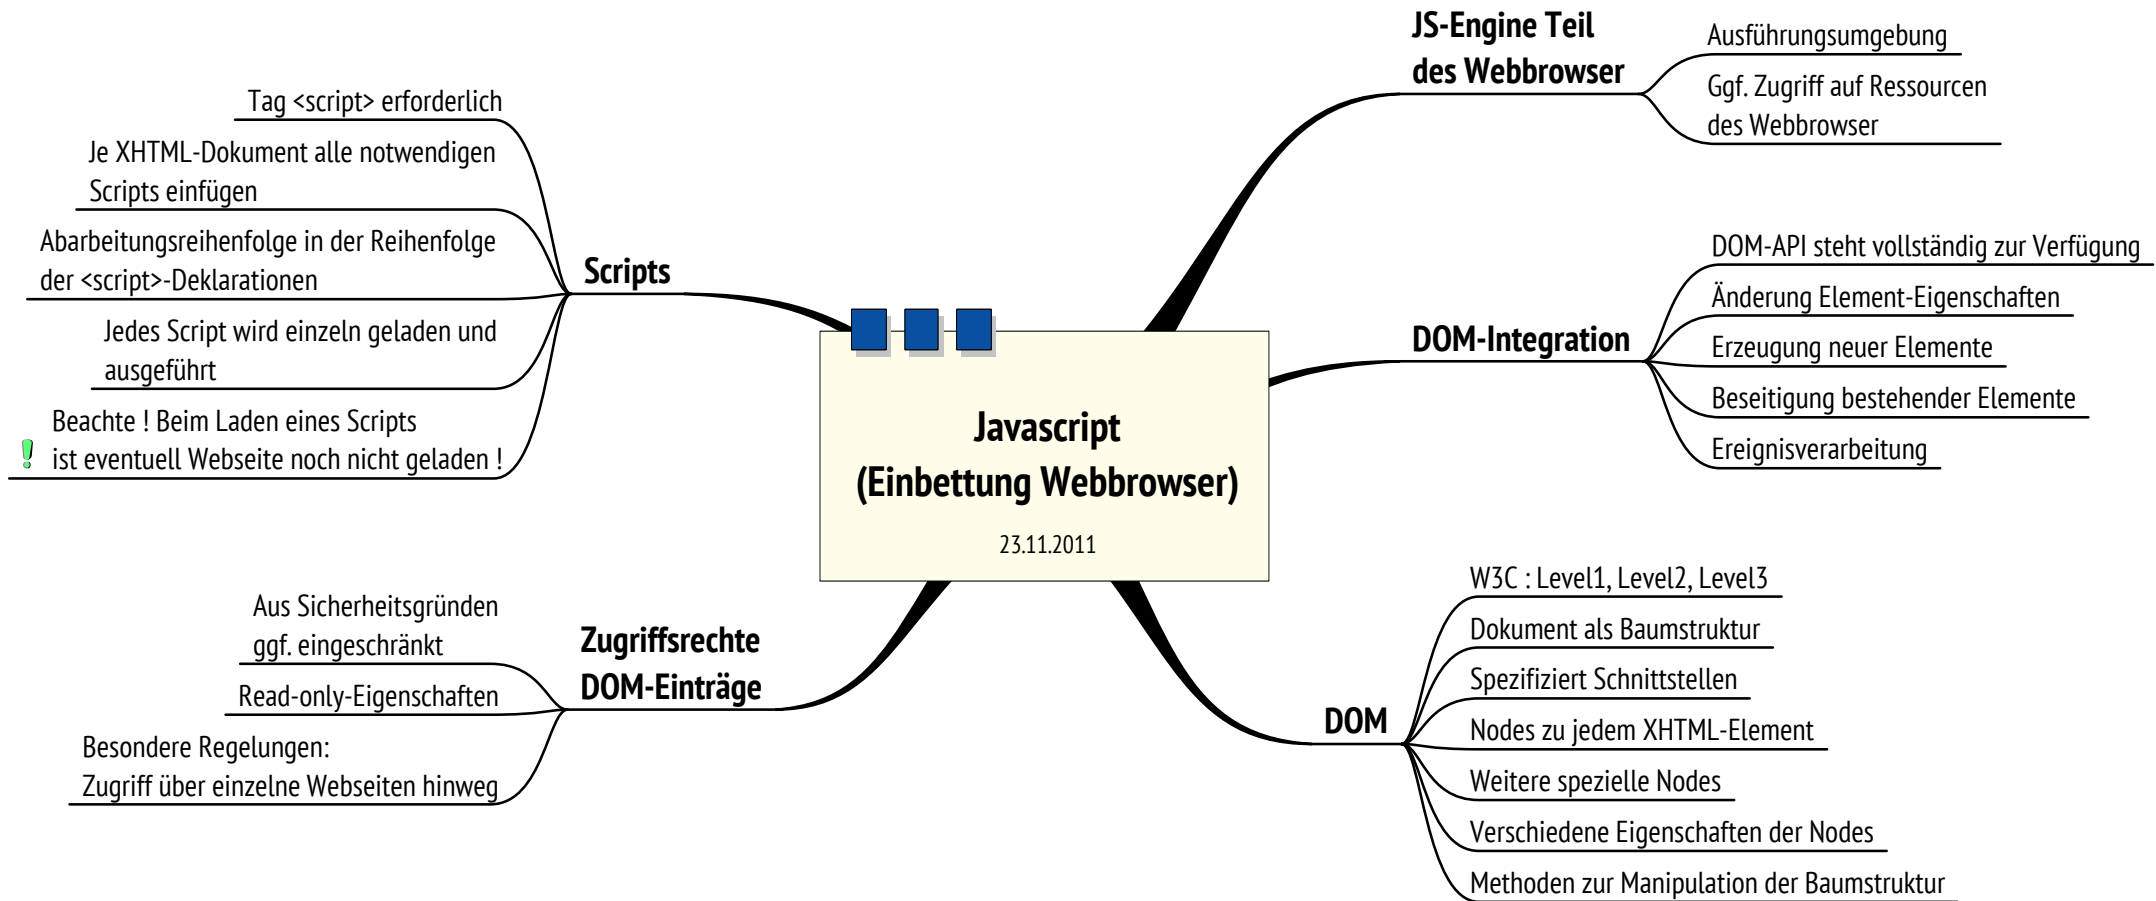 Javascript
(Einbettung Webbrowser)
23.11.2011
JS-Engine Teil
des Webbrowser
Ausführungsumgebung
Ggf. Zugriff auf Ressourcen
des Webbrowser
DOM-Integration
DOM-API steht vollständig zur Verfügung
Änderung Element-Eigenschaften
Erzeugung neuer Elemente
Beseitigung bestehender Elemente
Ereignisverarbeitung
DOM
W3C : Level1, Level2, Level3
Dokument als Baumstruktur
Spezifiziert Schnittstellen
Nodes zu jedem XHTML-Element
Weitere spezielle Nodes
Verschiedene Eigenschaften der Nodes
Methoden zur Manipulation der Baumstruktur
Zugriffsrechte
DOM-Einträge
Aus Sicherheitsgründen
ggf. eingeschränkt
Read-only-Eigenschaften
Besondere Regelungen:
Zugriff über einzelne Webseiten hinweg
Scripts
Tag <script> erforderlich
Je XHTML-Dokument alle notwendigen
Scripts einfügen
Abarbeitungsreihenfolge in der Reihenfolge
der <script>-Deklarationen
Jedes Script wird einzeln geladen und
ausgeführt
Beachte ! Beim Laden eines Scripts
ist eventuell Webseite noch nicht geladen !